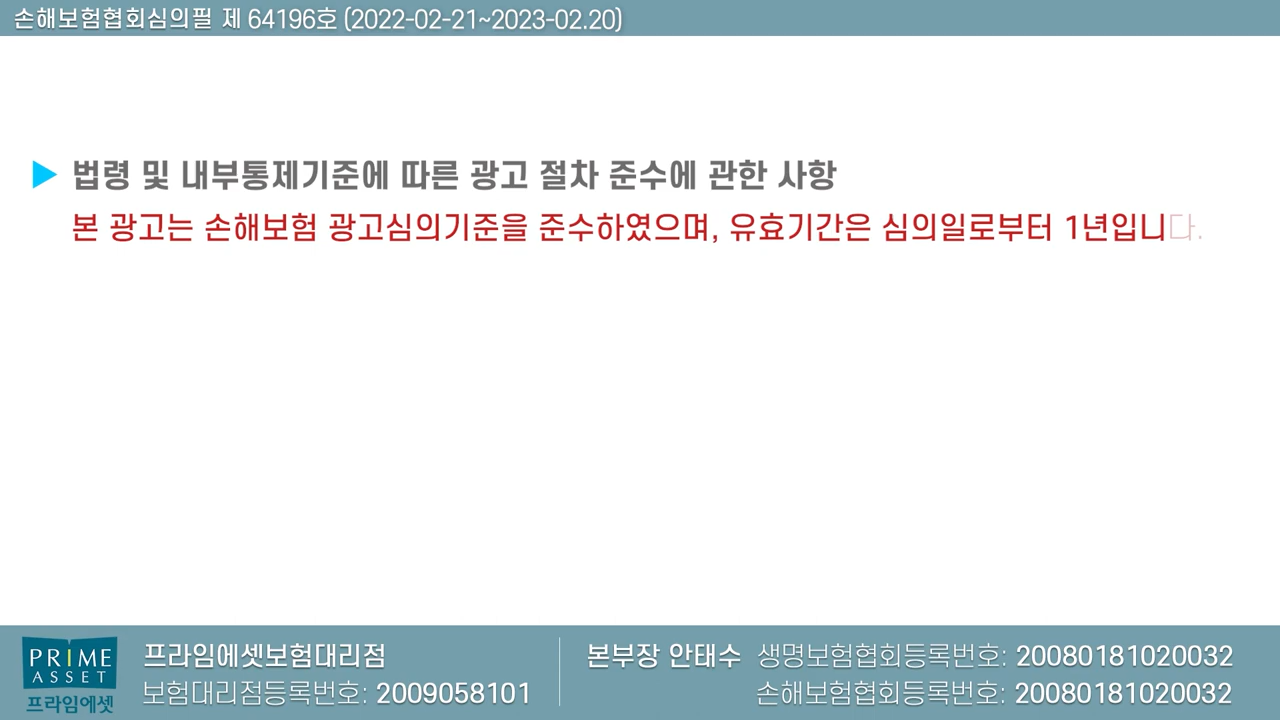 손해보험협회심의필 제 64196호 (2022-02-21~2023-02.20)
▶ 법령 및 내부통제기준에 따른 광고 절차 준수에 관한 사항
본 광고는 손해보험 광고심의기준을 준수하였으며, 유효기간은 심의일로부터 1년입니다.
PRIME
ASSET
프라임에셋
프라임에셋보험대리점
보험대리점등록번호: 2009058101
본부장 안태수 생명보험협회등록번호: 20080181020032
손해보험협회등록번호: 20080181020032